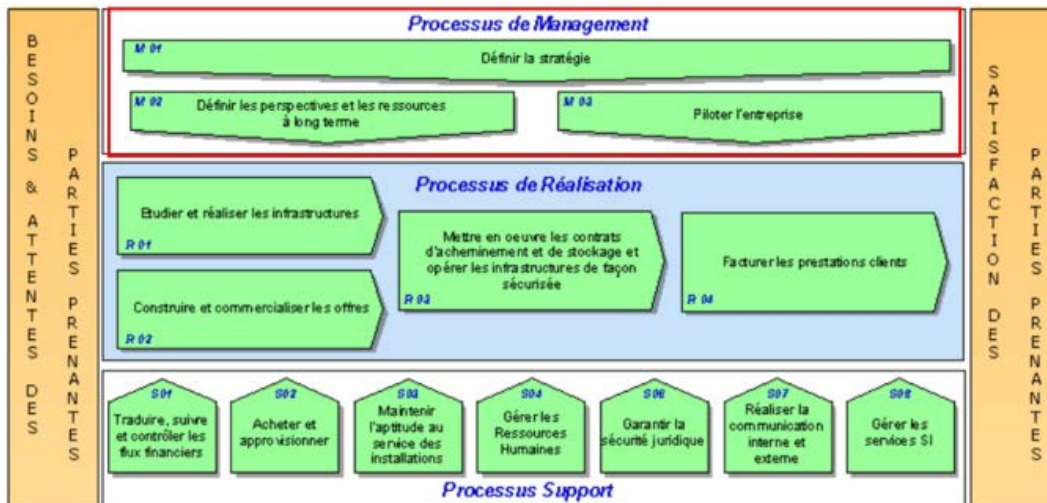 BESOINS & ATTENTES DES
PARTIES PRENANTES
Processus de Management
M 01
Définir la stratégie
M 02
Définir les perspectives et les ressources
à long terme
M 03
Piloter l'entreprise
Processus de Réalisation
Etudier et réaliser les infrastructures
R 01
Construire et commercialiser les offres
R 02
Mettre en oeuvre les contrats
d'acheminement et de stockage et
opérer les infrastructures de façon
sécurisée
R 03
Facturer les prestations clients
R 04
S01
Traduire, suivre
et contrôler les
flux financiers
S02
Acheter et
approvisionner
S03
Maintenir
l'aptitude au
service des
installations
S04
Gérer les
Ressources
Humaines
S06
Garantir la
sécurité juridique
S07
Réaliser la
communication
interne et
externe
S08
Gérer les
services SI
Processus Support
SATISFACTION DES
PARTIES PRENANTES